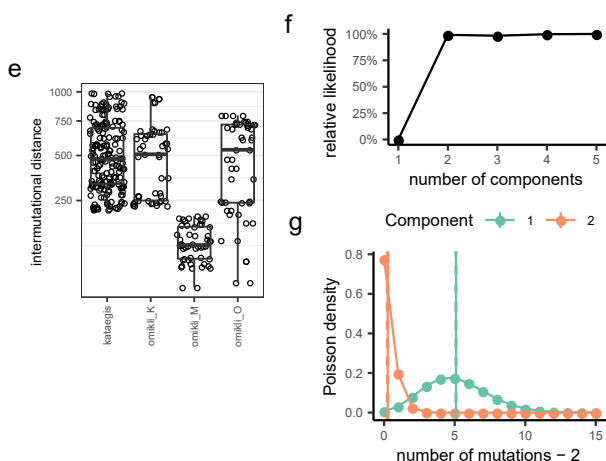 e
intermutational distance
1000
750
500
250
kataegis
omikli_K
omikli_M
omikli_O
f
relative likelihood
100%
75%
50%
25%
0%
1 2 3 4 5
number of components
Component 1 2
g
Poisson density
0.8
0.6
0.4
0.2
0.0
0 5 10 15
number of mutations − 2